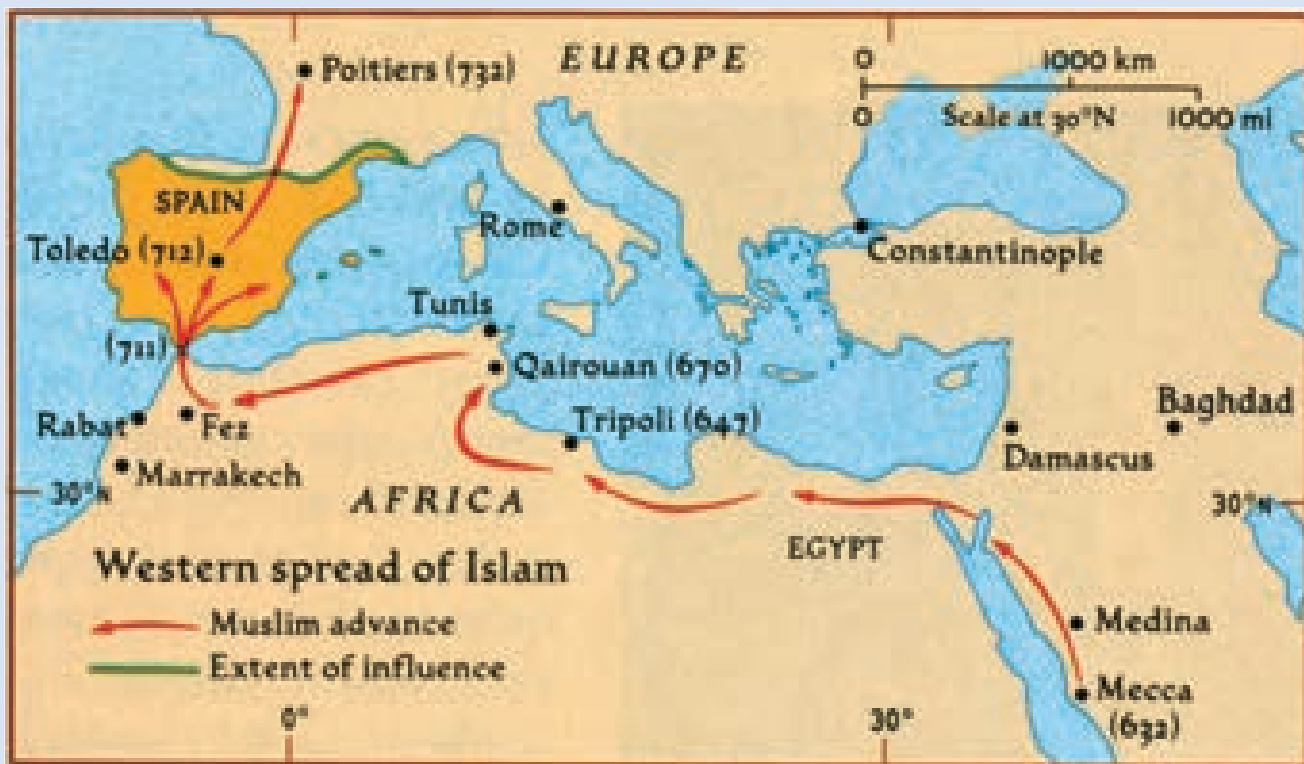 EUROPE
Poitiers (732)
0
1000 km
0
Scale at 30°N
1000 mi
SPAIN
Toledo (712)
Rome
Constantinople
Tunis
(711)
Qairouan (670)
Rabat
Fez
Tripoli (647)
Baghdad
Damascus
Marrakech
30°N
AFRICA
30°N
EGYPT
Western spread of Islam
Muslim advance
Extent of influence
Medina
Mecca
(632)
0°
30°